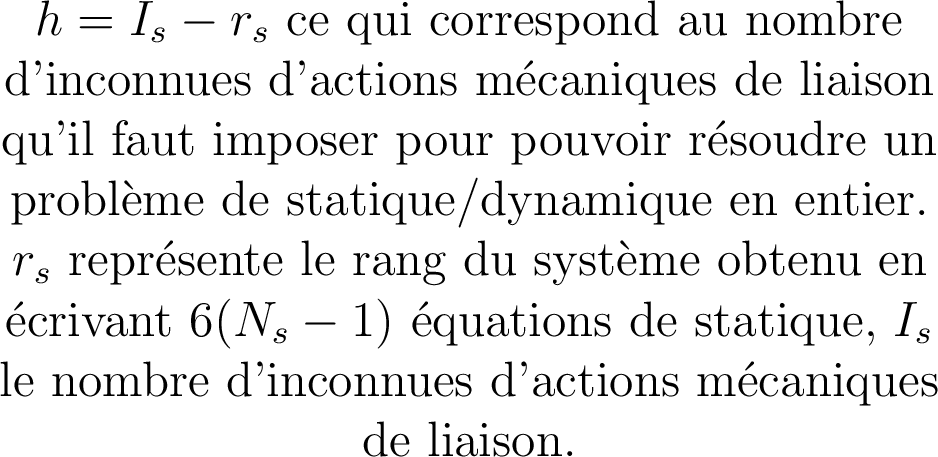 h = I_s − r_s ce qui correspond au nombre
d'inconnues d'actions mécaniques de liaison
qu'il faut imposer pour pouvoir résoudre un
problème de statique/dynamique en entier.
r_s représente le rang du système obtenu en
écrivant 6(N_s − 1) équations de statique, I_s
le nombre d'inconnues d'actions mécaniques
de liaison.